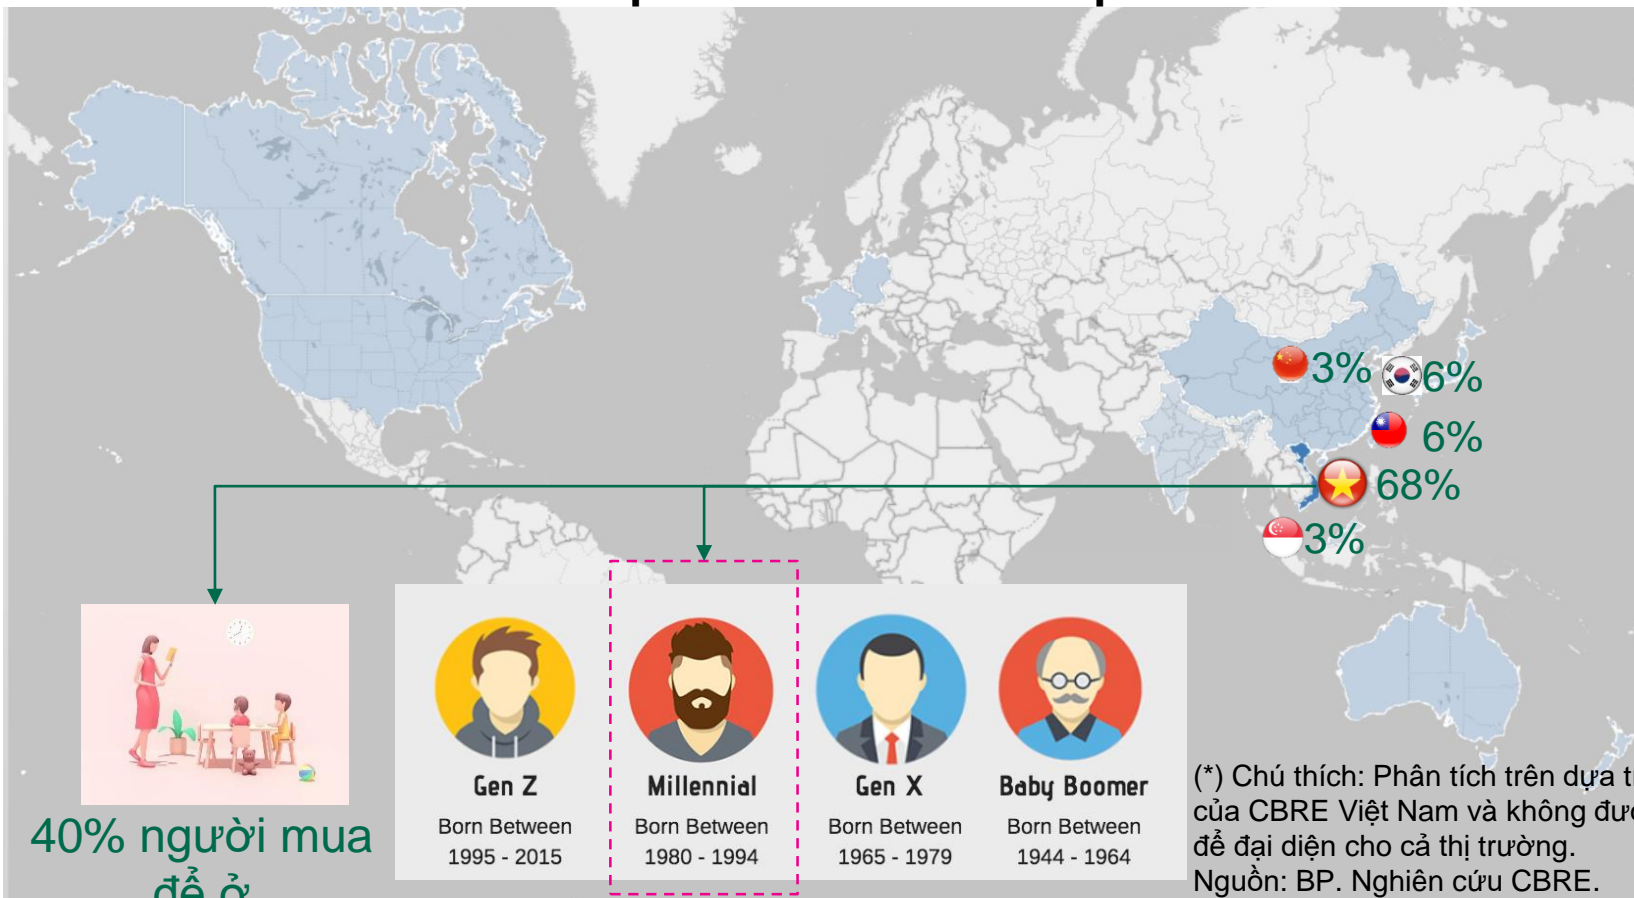 3%
6%
6%
68%
3%
Gen Z
Born Between
1995 - 2015
Millennial
Born Between
1980 - 1994
Gen X
Born Between
1965 - 1979
Baby Boomer
Born Between
1944 - 1964
40% người mua
để ở
(*) Chú thích: Phân tích trên dựa
của CBRE Việt Nam và không
để đại diện cho cả thị trường.
Nguồn: BP. Nghiên cứu CBRE.